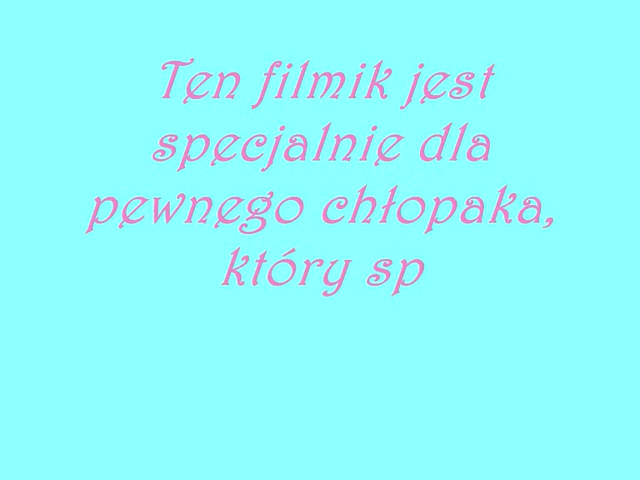 Ten filmik jest
specjalnie dla
pewnego chłopaka,
który sp